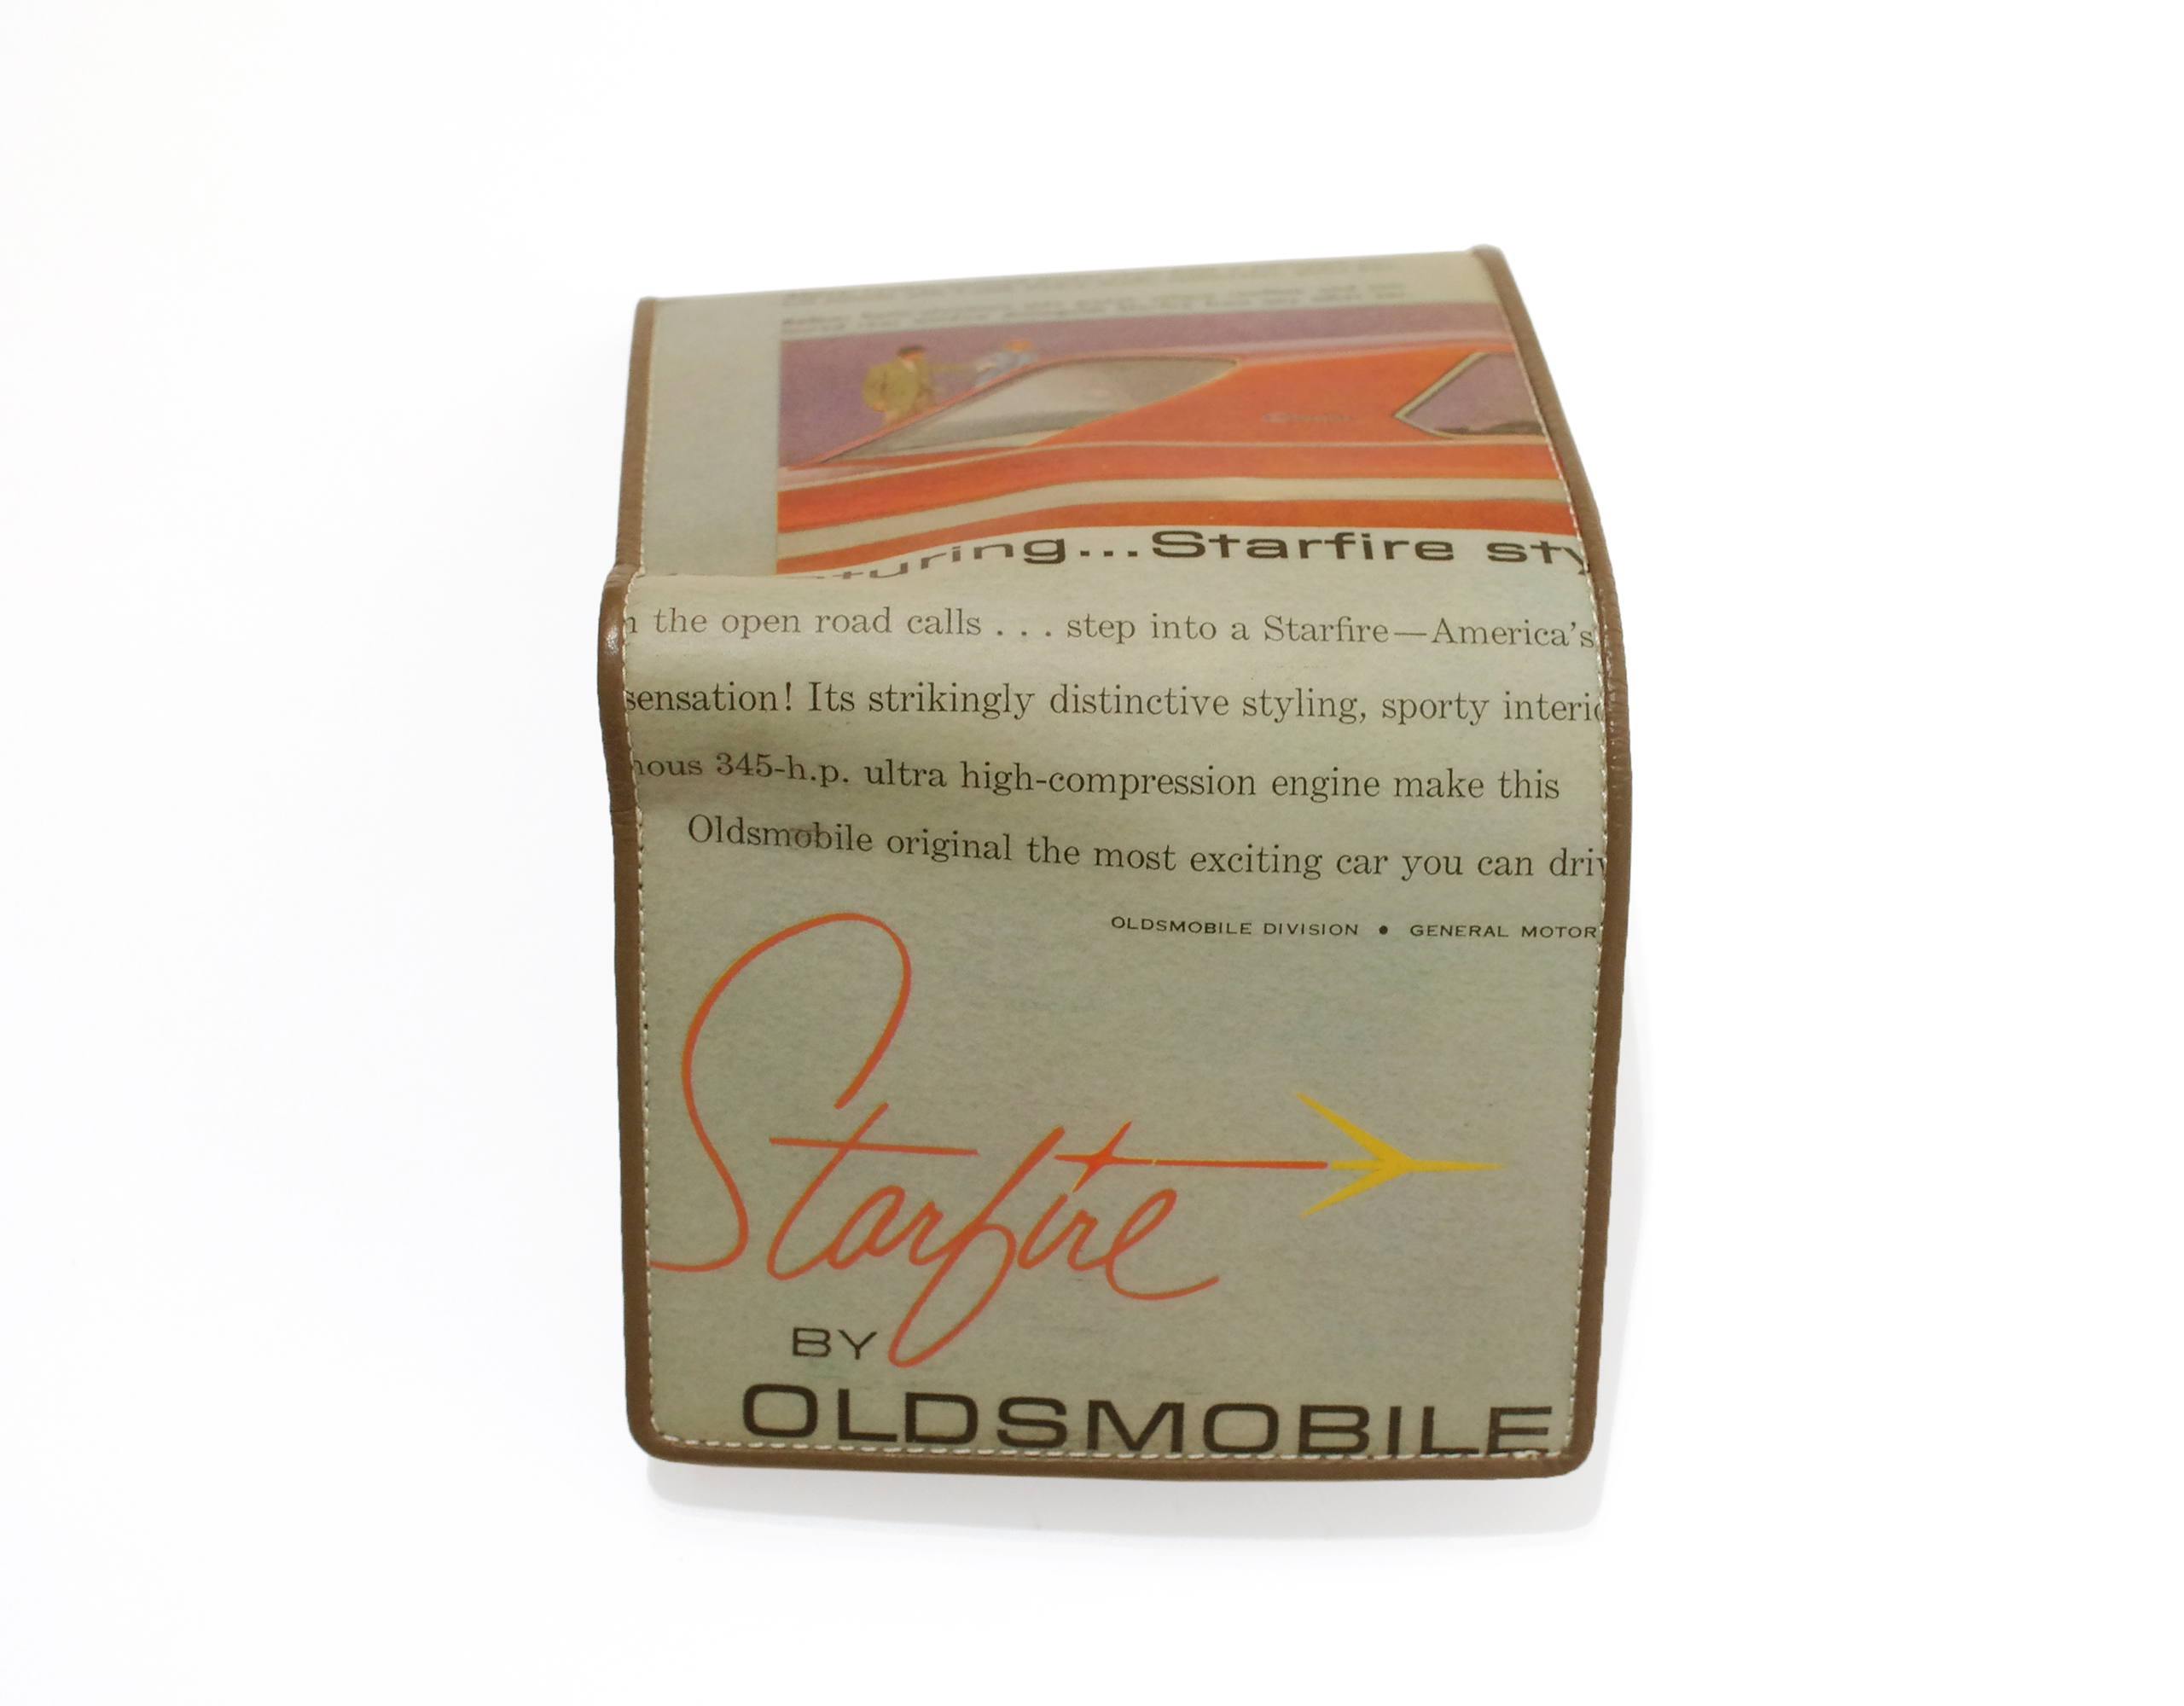 turing...Starfire sty
the open road calls . . . step into a Starfire—America's
sensation! Its strikingly distinctive styling, sporty interio
nous 345-h.p. ultra high-compression engine make this
Oldsmobile original the most exciting car you can driv
OLDSMOBILE DIVISION • GENERAL MOTOR
Starfire
BY
OLDSMOBILE